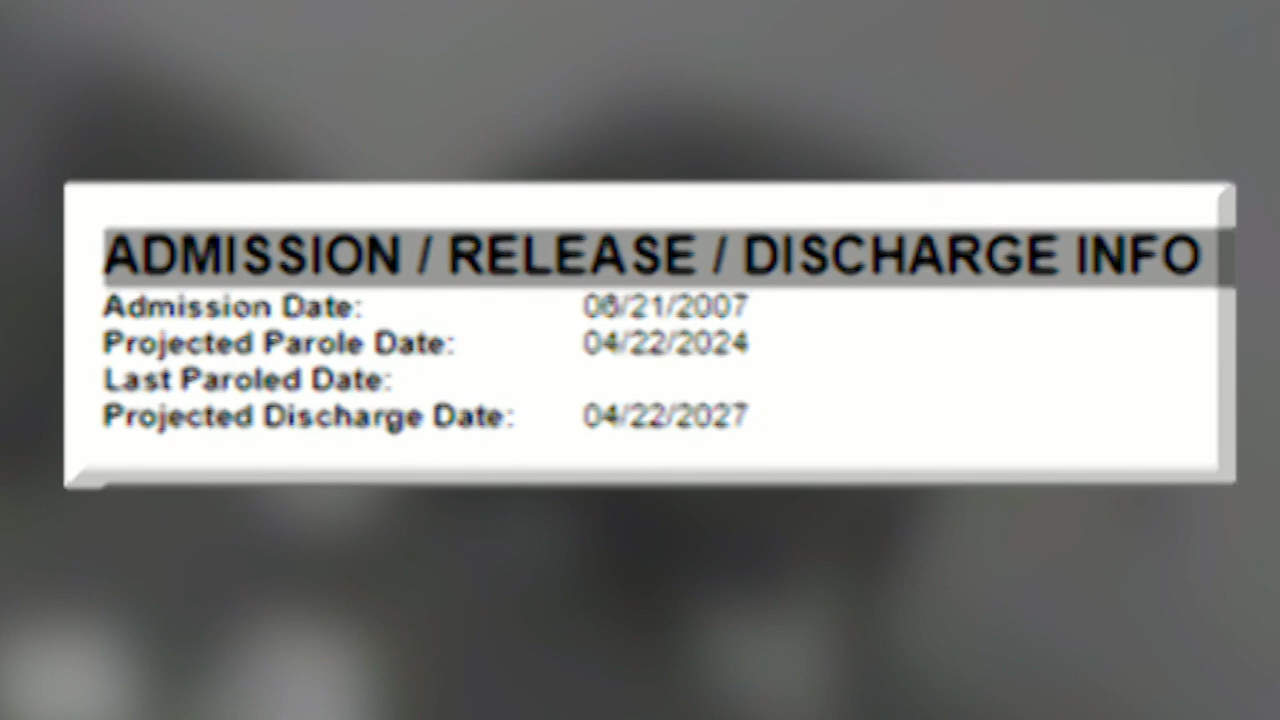 ADMISSION / RELEASE / DISCHARGE INFO
Admission Date: 06/21/2007
Projected Parole Date: 04/22/2024
Last Paroled Date:
Projected Discharge Date: 04/22/2027